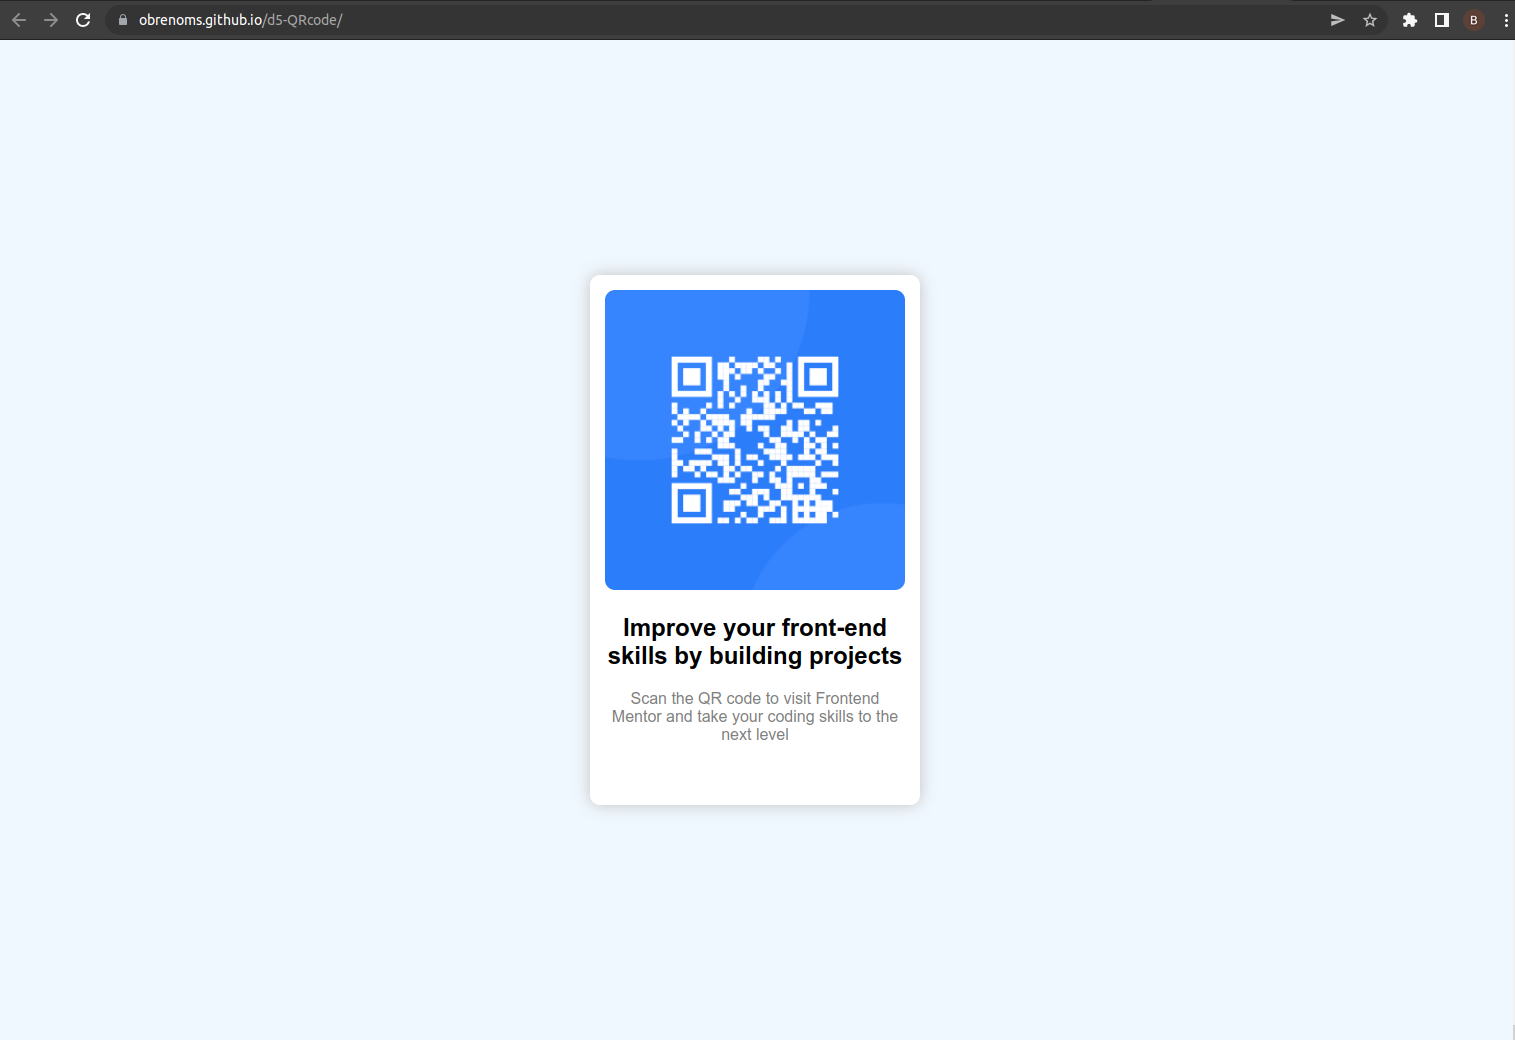 obrenoms.github.io/d5-QRcode/
B
Improve your front-end
skills by building projects
Scan the QR code to visit Frontend
Mentor and take your coding skills to the
next level